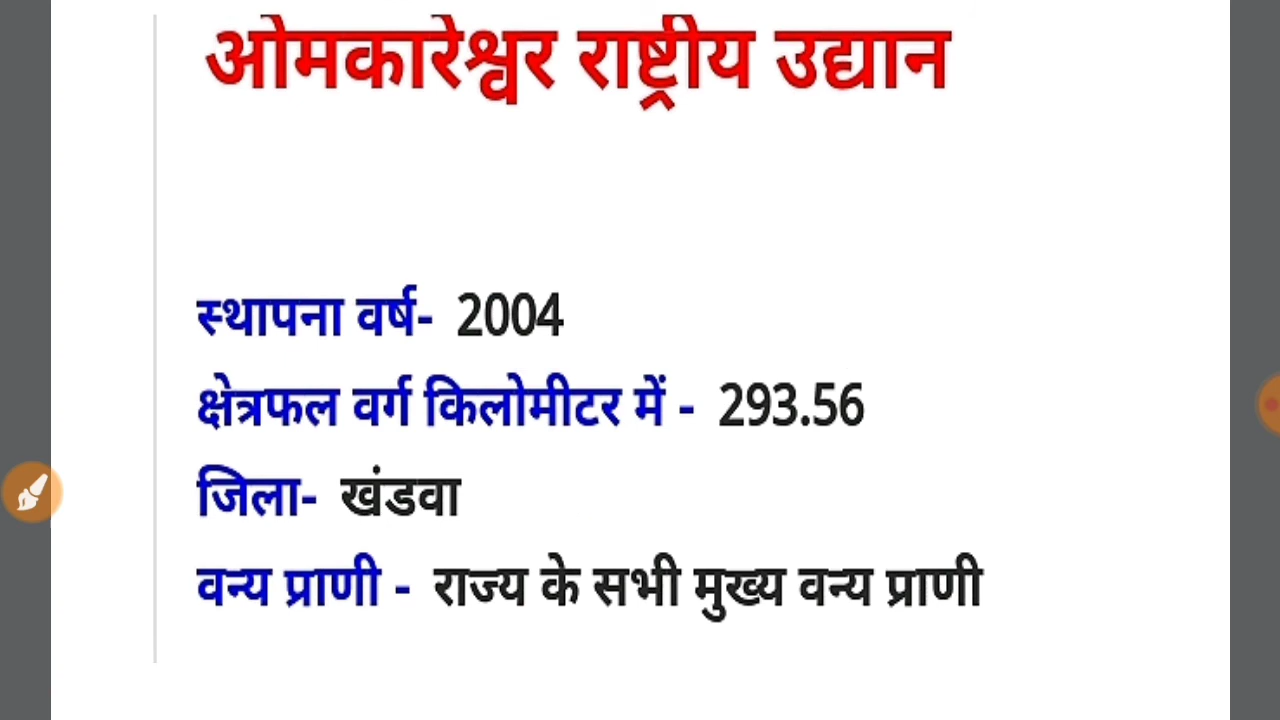 ओमकारेश्वर राष्ट्रीय उद्यान
स्थापना वर्ष- 2004
क्षेत्रफल वर्ग किलोमीटर में - 293.56
जिला- खंडवा
वन्य प्राणी - राज्य के सभी मुख्य वन्य प्राणी